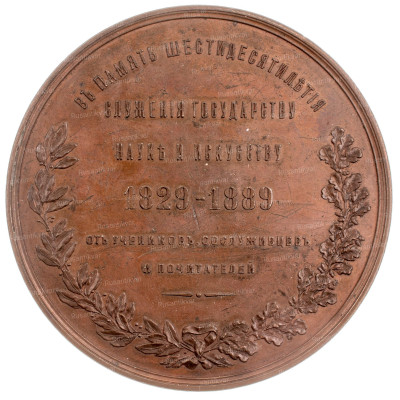 ВЪ ПАМЯТЬ ШЕСТИДЕСЯТИЛѢТІЯ
СЛУЖЕНІЯ ГОСУДАРСТВУ
НАУКѢ И ИСКУССТВУ
1829-1889
ОТЪ УЧЕНИКОВЪ, СОСЛУЖИВЦЕВЪ
И ПОЧИТАТЕЛЕЙ